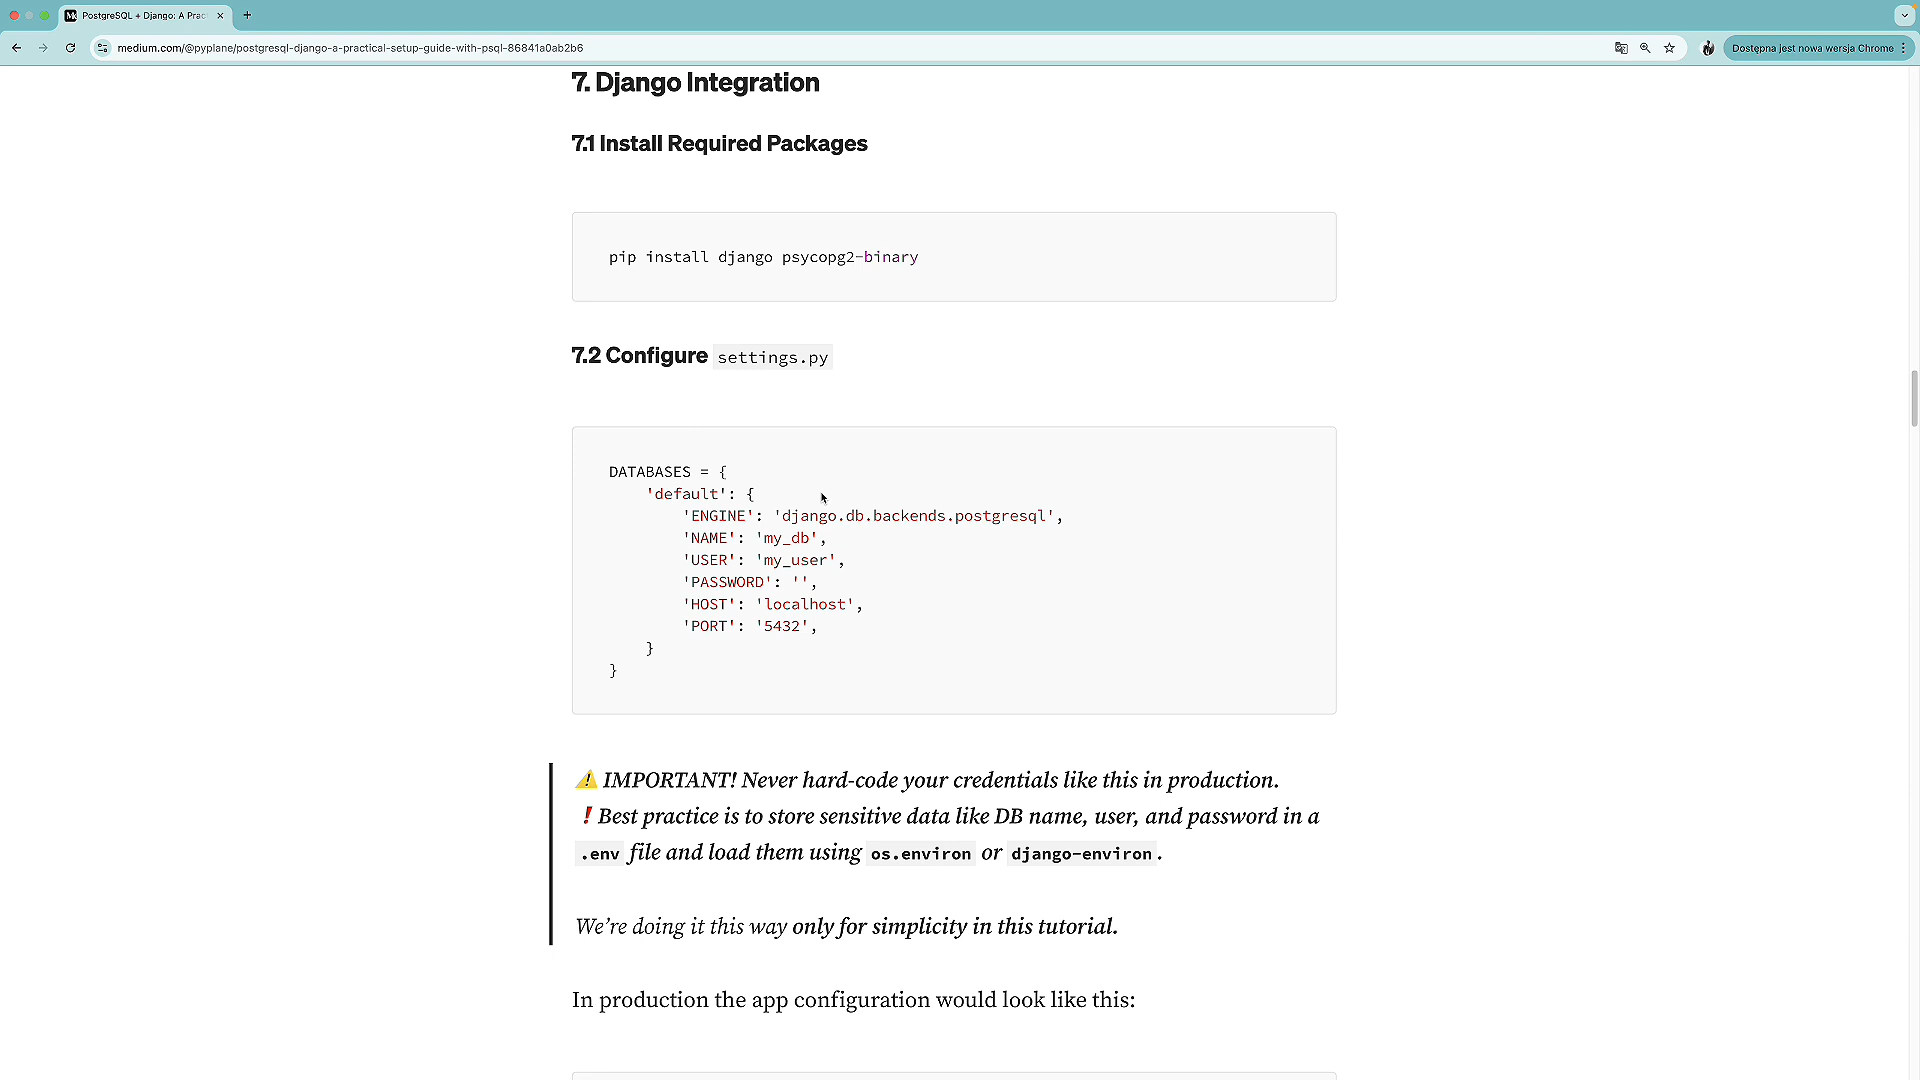 PostgreSQL + Django: A Prac
medium.com/@pyplane/postgresql-django-a-practical-setup-guide-with-psql-86841a0ab2b6
Dostępna jest nowa wersja Chrome
7. Django Integration
7.1 Install Required Packages
pip install django psycopg2-binary
7.2 Configure settings.py
DATABASES = {
    'default': {
        'ENGINE': 'django.db.backends.postgresql',
        'NAME': 'my_db',
        'USER': 'my_user',
        'PASSWORD': '',
        'HOST': 'localhost',
        'PORT': '5432',
    }
}
⚠️ IMPORTANT! Never hard-code your credentials like this in production.
❗Best practice is to store sensitive data like DB name, user, and password in a
.env file and load them using os.environ or django-environ.
We’re doing it this way only for simplicity in this tutorial.
In production the app configuration would look like this: